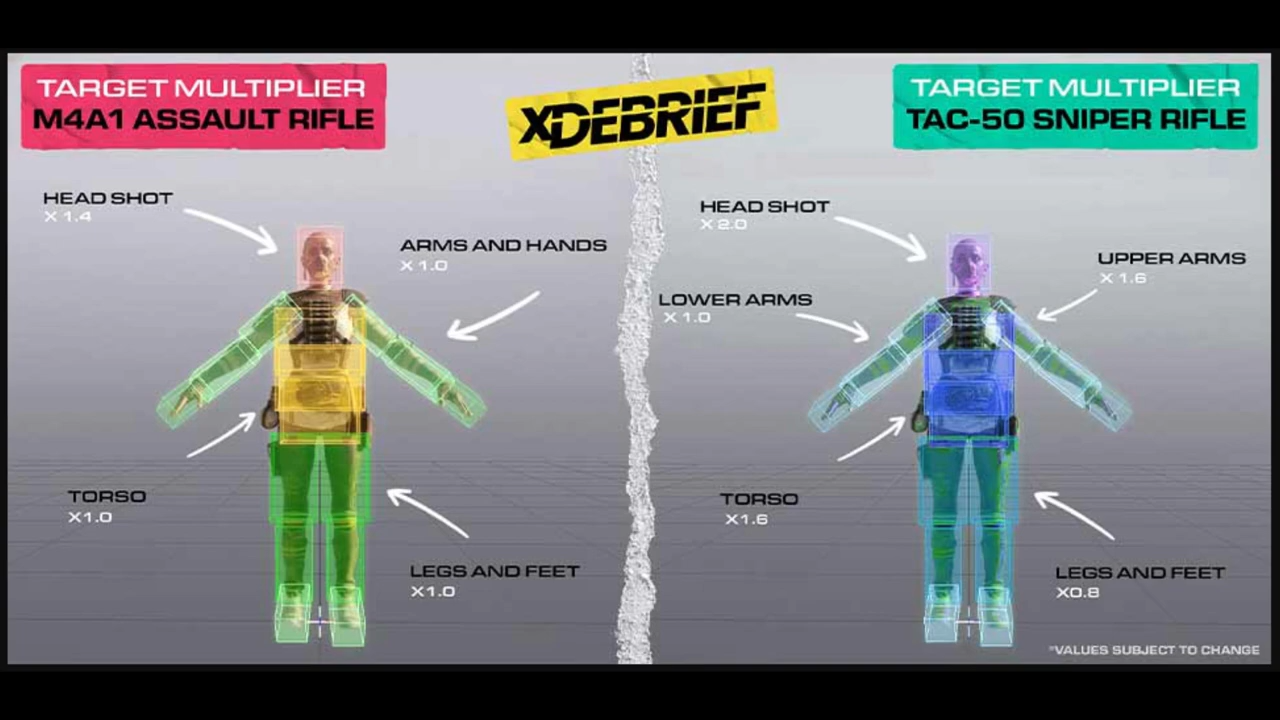 TARGET MULTIPLIER
M4A1 ASSAULT RIFLE
XDEBRIEF
TARGET MULTIPLIER
TAC-50 SNIPER RIFLE
HEAD SHOT
X 1.4
ARMS AND HANDS
X 1.0
TORSO
X1.0
LEGS AND FEET
X1.0
HEAD SHOT
X 2.0
UPPER ARMS
X 1.6
LOWER ARMS
X 1.0
TORSO
X1.6
LEGS AND FEET
X0.8
*VALUES SUBJECT TO CHANGE